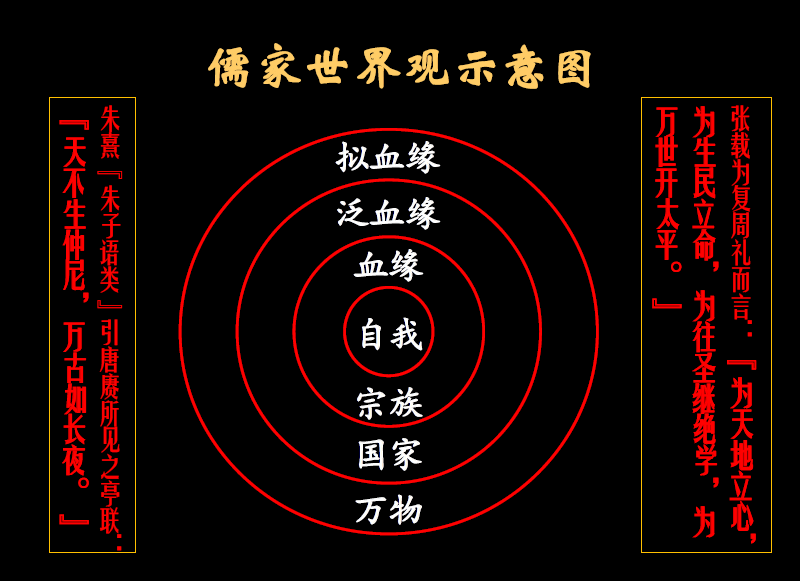 儒家世界观示意图
朱熹『朱子语类』引唐赓所见之亭联：
『天不生仲尼，万古如长夜。』
拟血缘
泛血缘
血缘
自我
宗族
国家
万物
张载为复周礼而言：『为天地立心，
为生民立命，为往圣继绝学，为
万世开太平。』